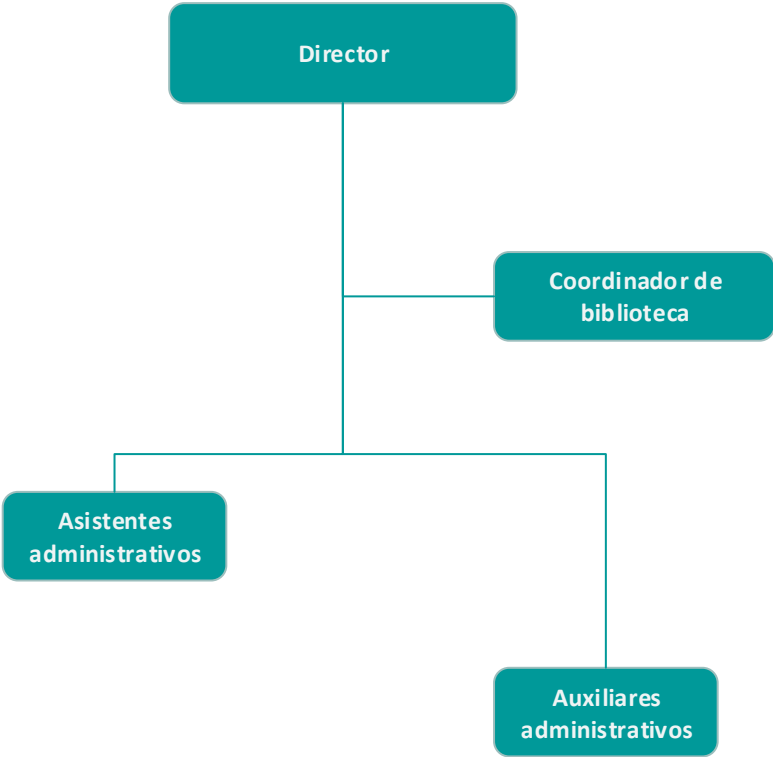 Director
Coordinador de
biblioteca
Asistentes
administrativos
Auxiliares
administrativos